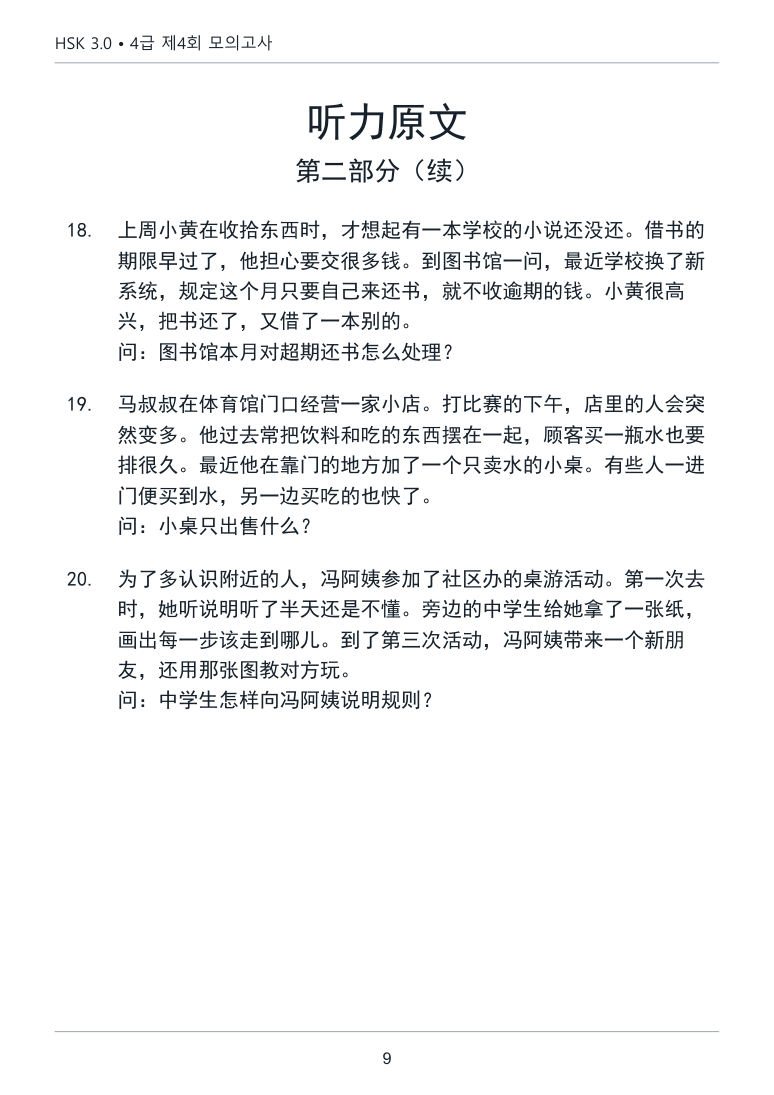 HSK 3.0 • 4급 제4회 모의고사
听力原文
第二部分（续）
18. 上周小黄在收拾东西时，才想起有一本学校的小说还没还。借书的
期限早过了，他担心要交很多钱。到图书馆一问，最近学校换了新
系统，规定这个月只要自己来还书，就不收逾期的钱。小黄很高
兴，把书还了，又借了一本别的。
问：图书馆本月对超期还书怎么处理？
19. 马叔叔在体育馆门口经营一家小店。打比赛的下午，店里的人会突
然变多。他过去常把饮料和吃的东西摆在一起，顾客买一瓶水也要
排很久。最近他在靠门的地方加了一个只卖水的小桌。有些人一进
门便买到水，另一边买吃的也快了。
问：小桌只出售什么？
20. 为了多认识附近的人，冯阿姨参加了社区办的桌游活动。第一次去
时，她听说明听了半天还是不懂。旁边的中学生给她拿了一张纸，
画出每一步该走到哪儿。到了第三次活动，冯阿姨带来一个新朋
友，还用那张图教对方玩。
问：中学生怎样向冯阿姨说明规则？
9